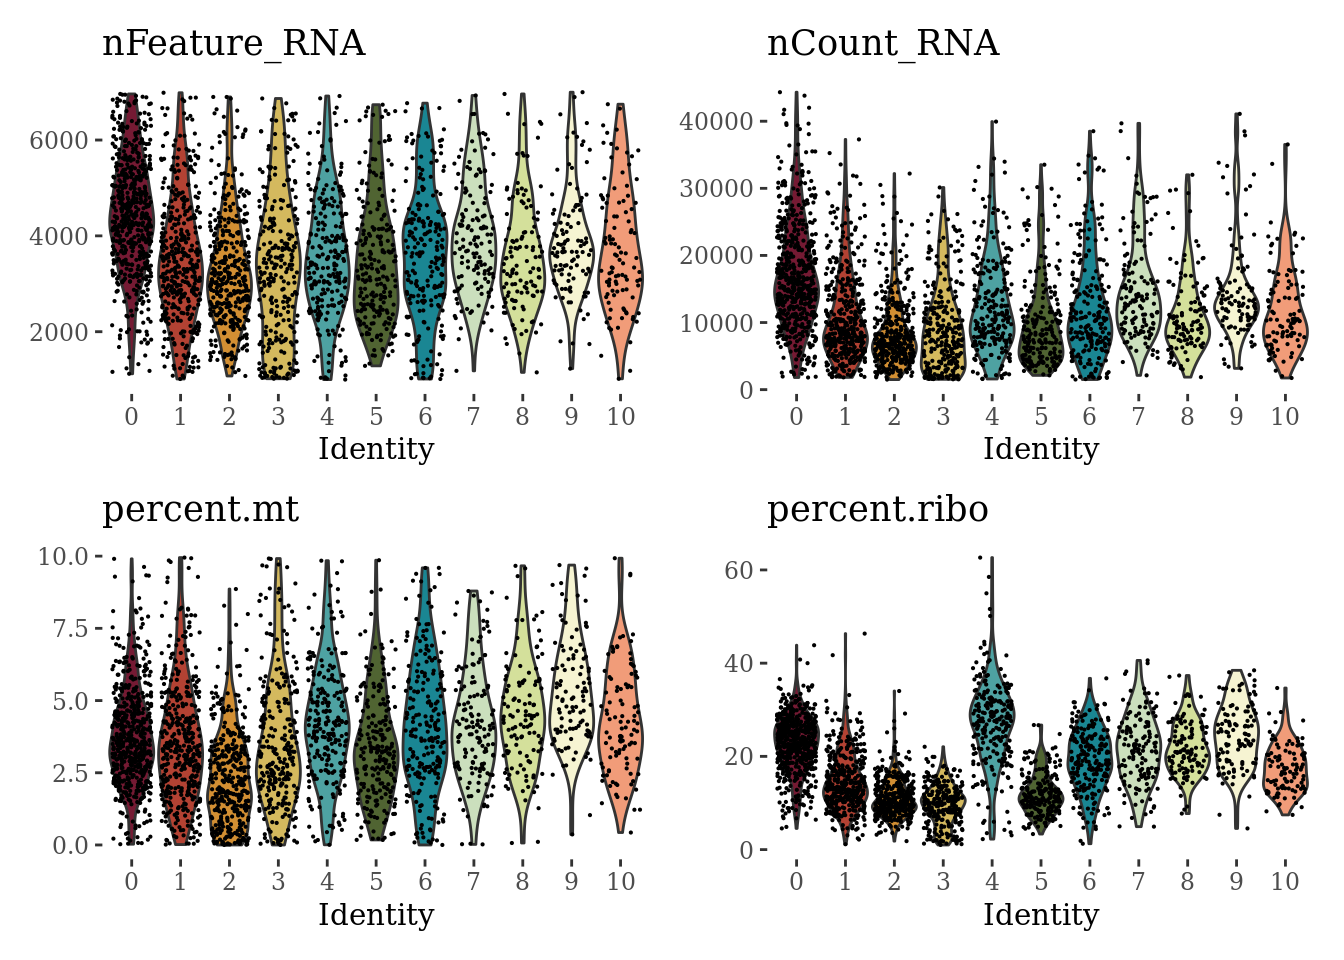 nFeature_RNA
6000
4000
2000
0 1 2 3 4 5 6 7 8 9 10
Identity
nCount_RNA
40000
30000
20000
10000
0
0 1 2 3 4 5 6 7 8 9 10
Identity
percent.mt
10.0
7.5
5.0
2.5
0.0
0 1 2 3 4 5 6 7 8 9 10
Identity
percent.ribo
60
40
20
0
0 1 2 3 4 5 6 7 8 9 10
Identity